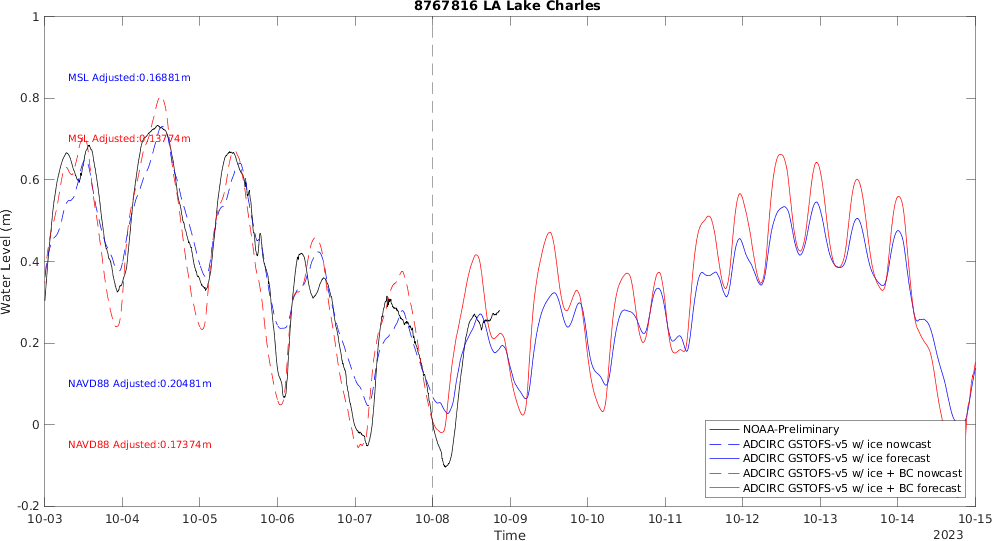 8767816 LA Lake Charles
1
0.8
0.6
0.4
0.2
0
-0.2
Water Level (m)
MSL Adjusted:0.16881m
MSL Adjusted:0.13774m
NAVD88 Adjusted:0.20481m
NAVD88 Adjusted:0.17374m
NOAA-Preliminary
ADCIRC GSTOFS-v5 w/ ice nowcast
ADCIRC GSTOFS-v5 w/ ice forecast
ADCIRC GSTOFS-v5 w/ ice + BC nowcast
ADCIRC GSTOFS-v5 w/ ice + BC forecast
10-03 10-04 10-05 10-06 10-07 10-08 10-09 10-10 10-11 10-12 10-13 10-14 10-15
Time
2023